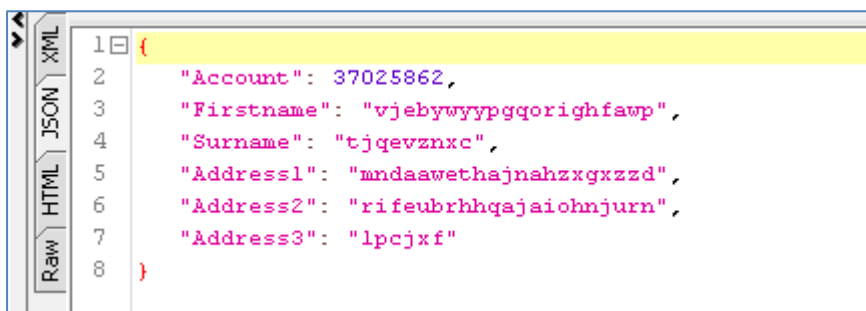 XML
JSON
HTML
Raw
1 {
2 "Account": 37025862,
3 "Firstname": "vjebywyypgqorighfawp",
4 "Surname": "tjqevznxc",
5 "Address1": "mndaawethajnahzxgxzzd",
6 "Address2": "rifeubrhhqajaiohnjurn",
7 "Address3": "lpcjxf"
8 }